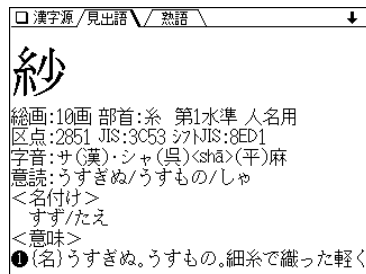 漢字源 見出語 熟語
紗
総画:10画 部首:糸 第1水準 人名用
区点:2851 JIS:3C53 シフトJIS:8ED1
字音:サ(漢)・シャ(呉)<shā>(平)麻
意読:うすぎぬ/うすもの/しゃ
<名付け>
すず/たえ
<意味>
❶{名}うすぎぬ。うすもの。細糸で織った軽く